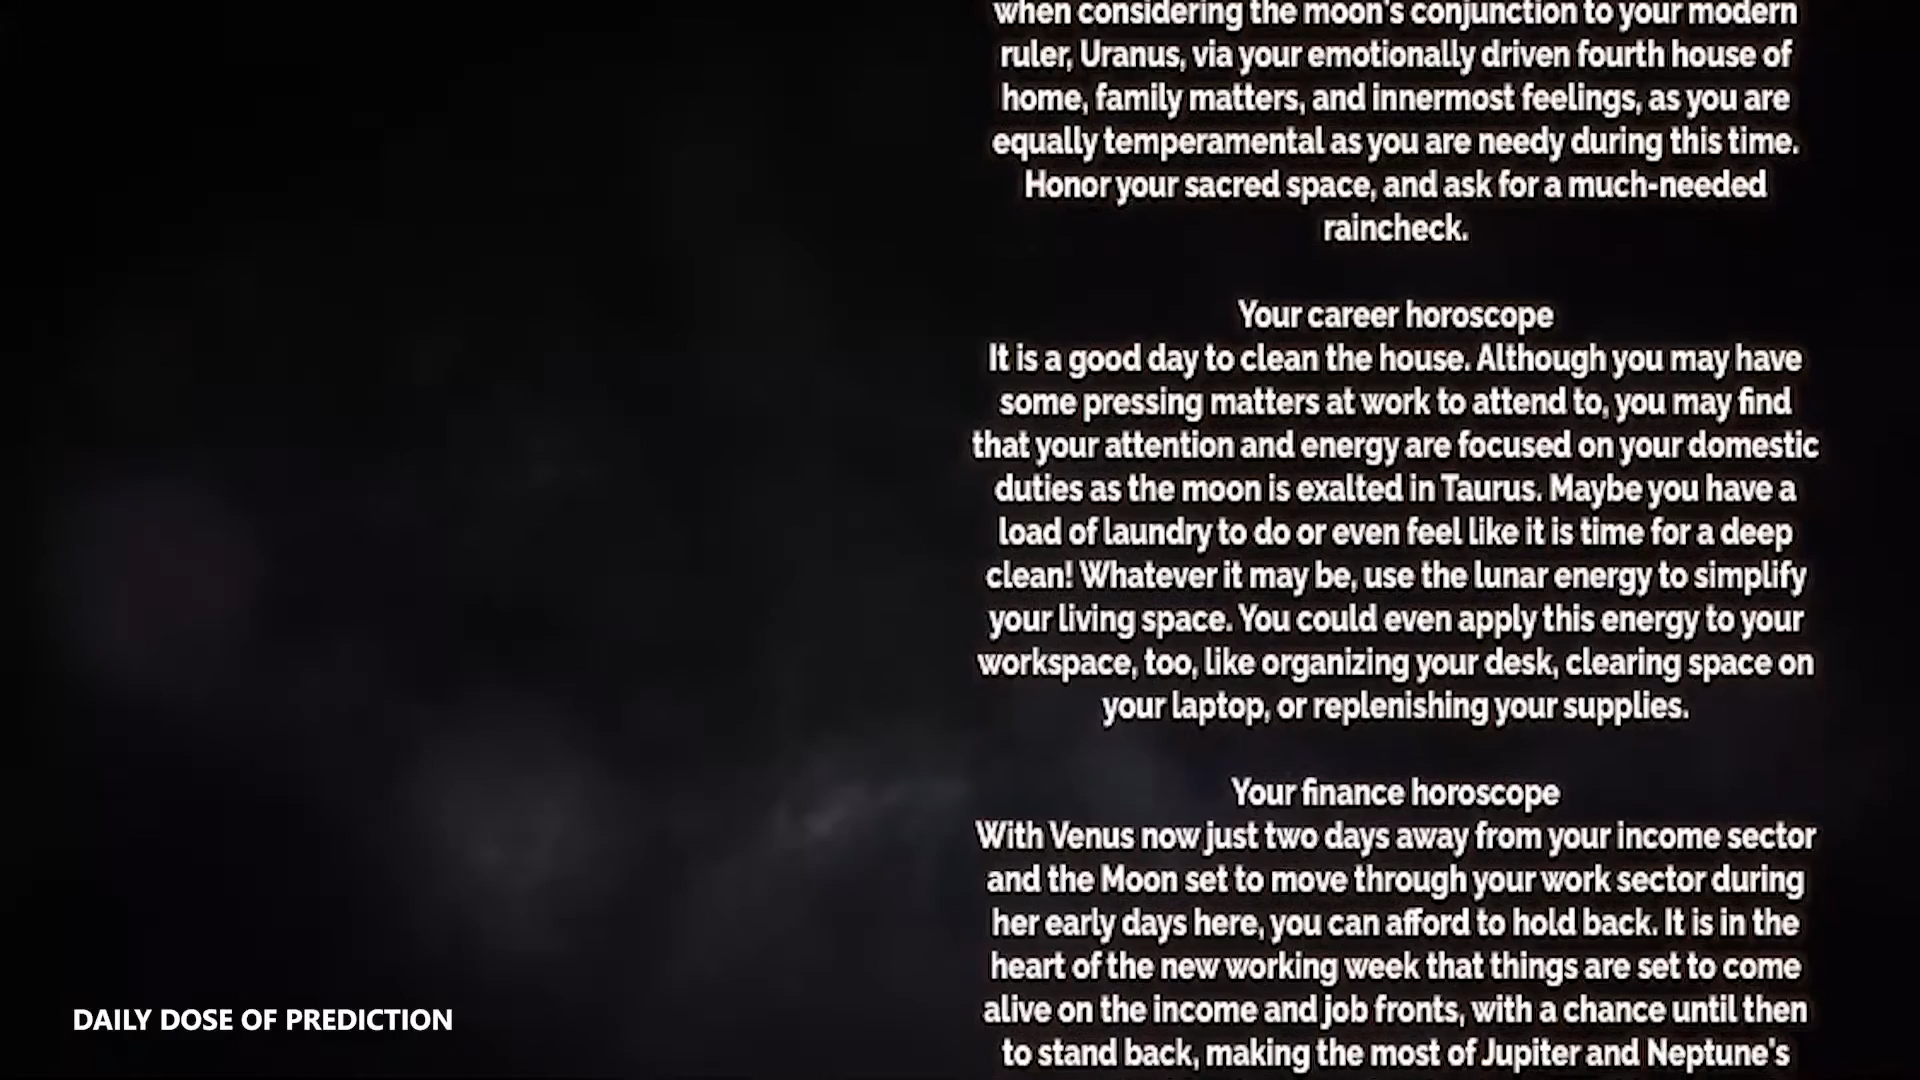 when considering the moon's conjunction to your modern
ruler, Uranus, via your emotionally driven fourth house of
home, family matters, and innermost feelings, as you are
equally temperamental as you are needy during this time.
Honor your sacred space, and ask for a much-needed
raincheck.
Your career horoscope
It is a good day to clean the house. Although you may have
some pressing matters at work to attend to, you may find
that your attention and energy are focused on your domestic
duties as the moon is exalted in Taurus. Maybe you have a
load of laundry to do or even feel like it is time for a deep
clean! Whatever it may be, use the lunar energy to simplify
your living space. You could even apply this energy to your
workspace, too, like organizing your desk, clearing space on
your laptop, or replenishing your supplies.
Your finance horoscope
With Venus now just two days away from your income sector
and the Moon set to move through your work sector during
her early days here, you can afford to hold back. It is in the
heart of the new working week that things are set to come
alive on the income and job fronts, with a chance until then
to stand back, making the most of Jupiter and Neptune's
DAILY DOSE OF PREDICTION